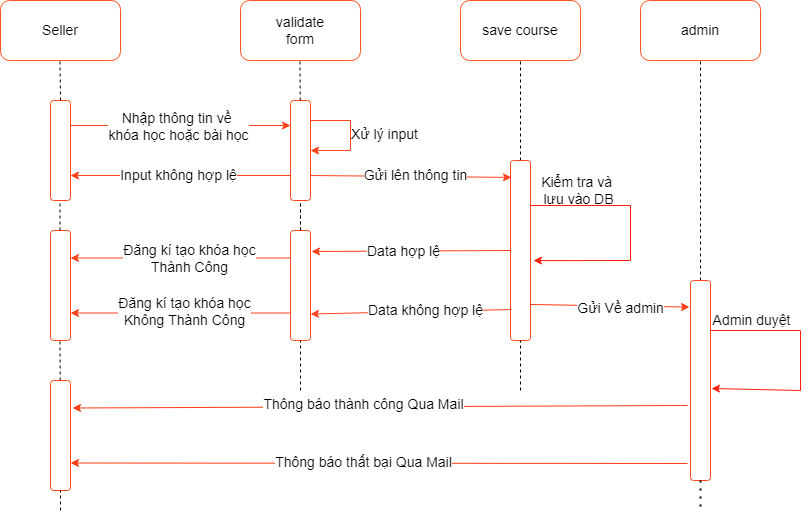 Seller
validate
form
save course
admin
Nhập thông tin về
khóa học hoặc bài học
Xử lý input
Input không hợp lệ
Gửi lên thông tin
Kiểm tra và
lưu vào DB
Đăng kí tạo khóa học
Thành Công
Data hợp lệ
Đăng kí tạo khóa học
Không Thành Công
Data không hợp lệ
Gửi Về admin
Admin duyệt
Thông báo thành công Qua Mail
Thông báo thất bại Qua Mail